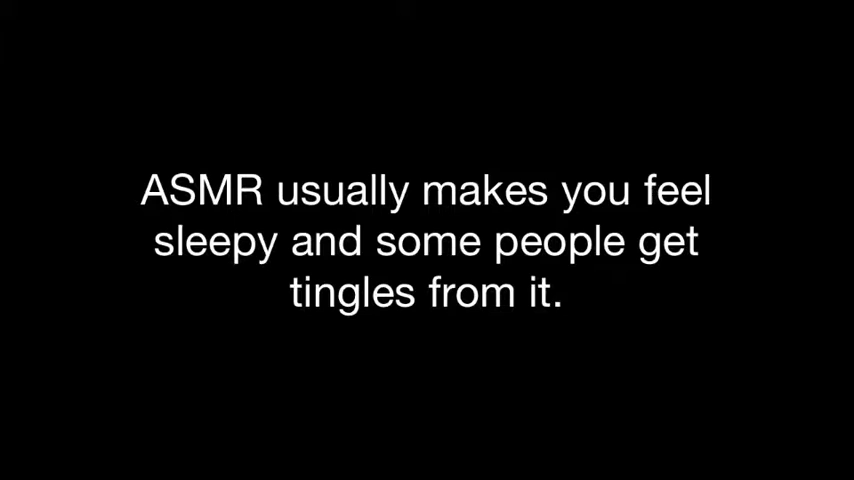 ASMR usually makes you feel
sleepy and some people get
tingles from it.